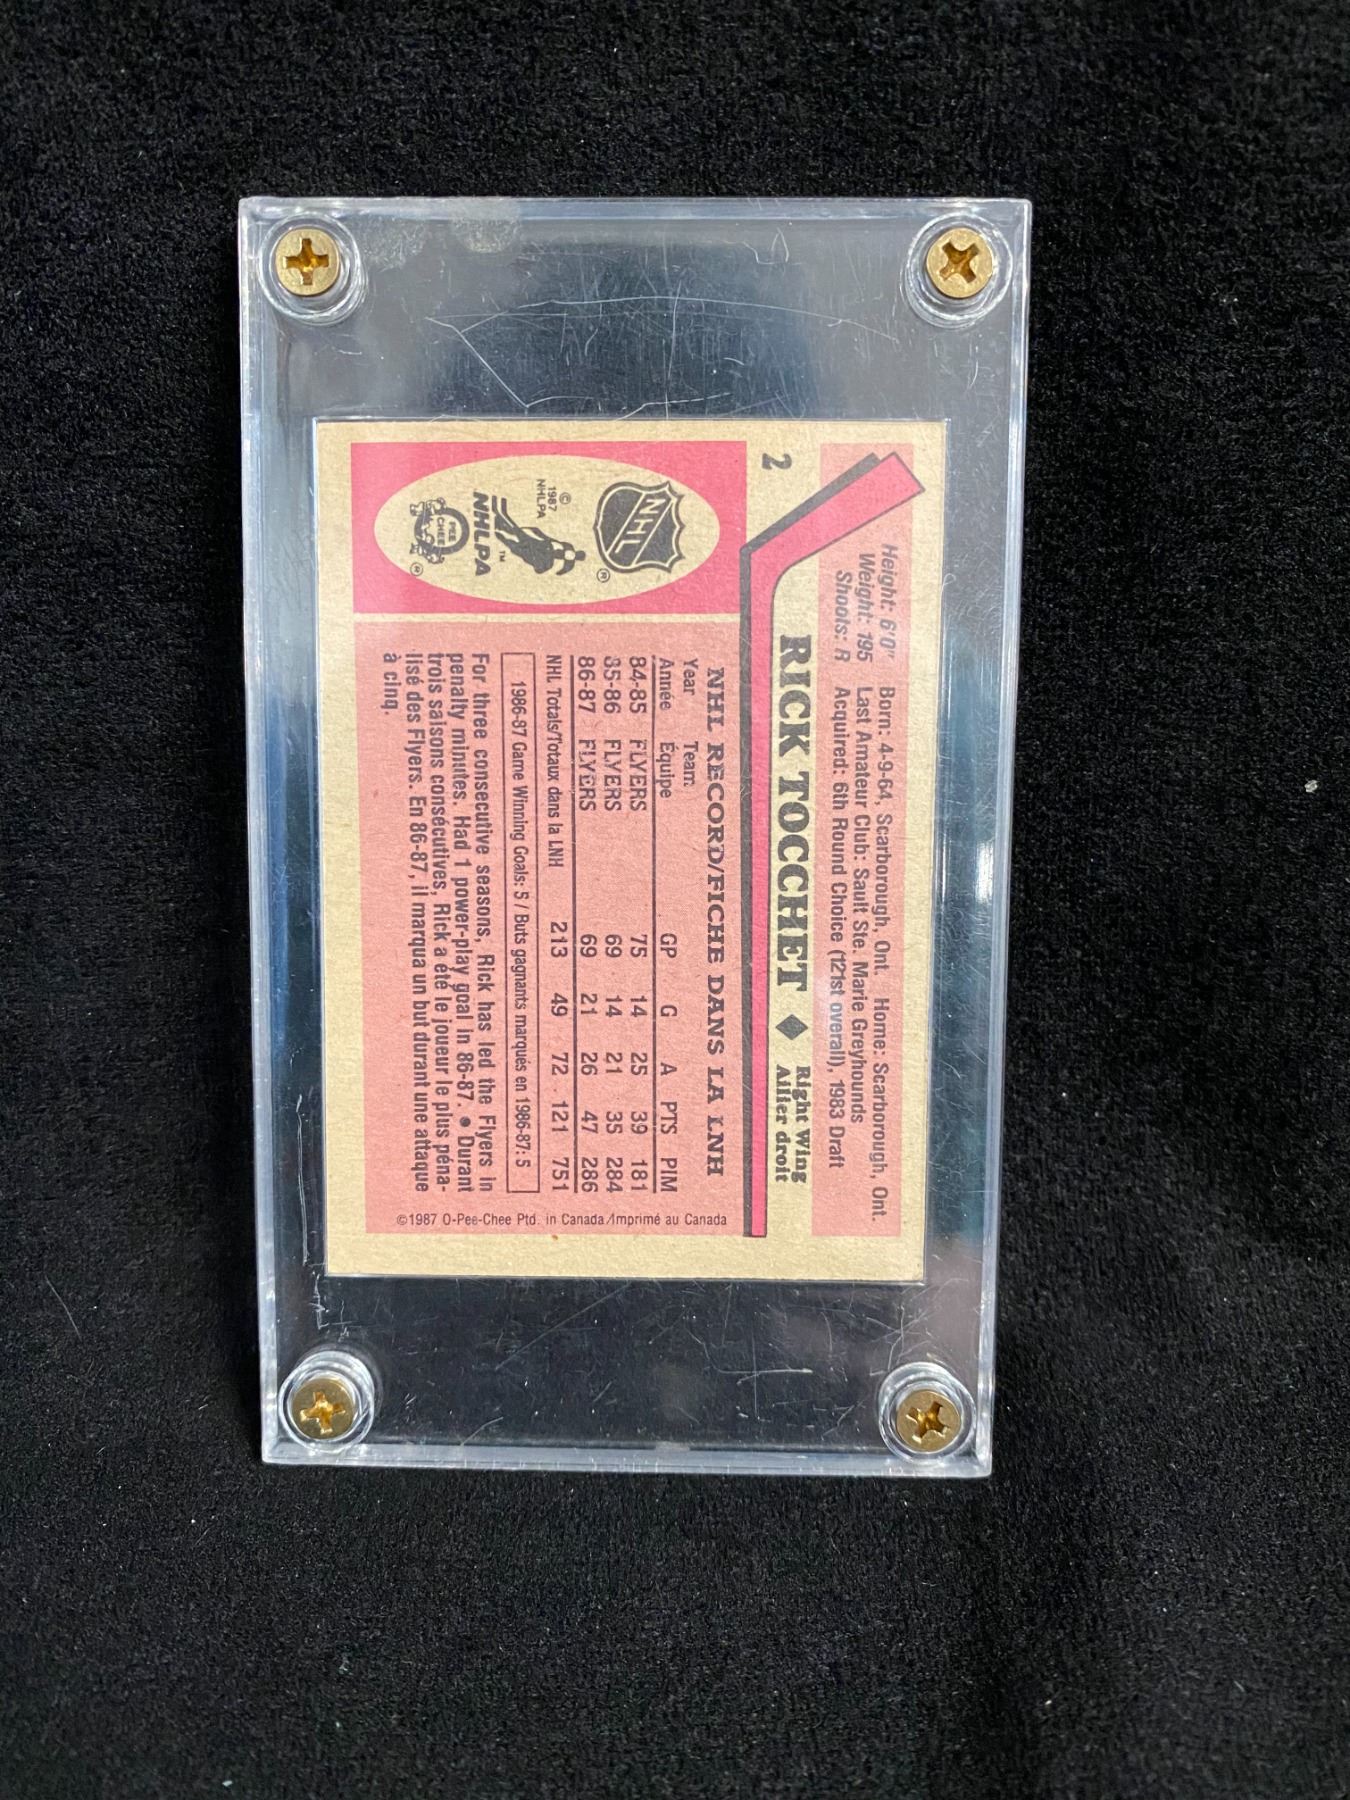 2
Height: 6'0" Born: 4-9-64, Scarborough, Ont. Home: Scarborough, Ont.
Weight: 195 Last Amateur Club: Sault Ste. Marie Greyhounds
Shoots: R Acquired: 6th Round Choice (121st overall), 1983 Draft
RICK TOCCHET ◆ Right Wing
Ailier droit
NHL
®
NHLPA
™
© 1987 NHLPA
O PEE CHEE
®
NHL RECORD/FICHE DANS LA LNH
Year Team
Année Équipe GP G A PTS PIM
84-85 FLYERS 75 14 25 39 181
85-86 FLYERS 69 14 21 35 284
86-87 FLYERS 69 21 26 47 286
NHL Totals/Totaux dans la LNH 213 49 72 121 751
1986-87 Game Winning Goals: 5 / Buts gagnants marqués en 1986-87: 5
For three consecutive seasons, Rick has led the Flyers in
penalty minutes. Had 1 power-play goal in 86-87. ● Durant
trois saisons consécutives, Rick a été le joueur le plus péna-
lisé des Flyers. En 86-87, il marqua un but durant une attaque
à cinq.
©1987 O-Pee-Chee Ptd. in Canada/Imprimé au Canada